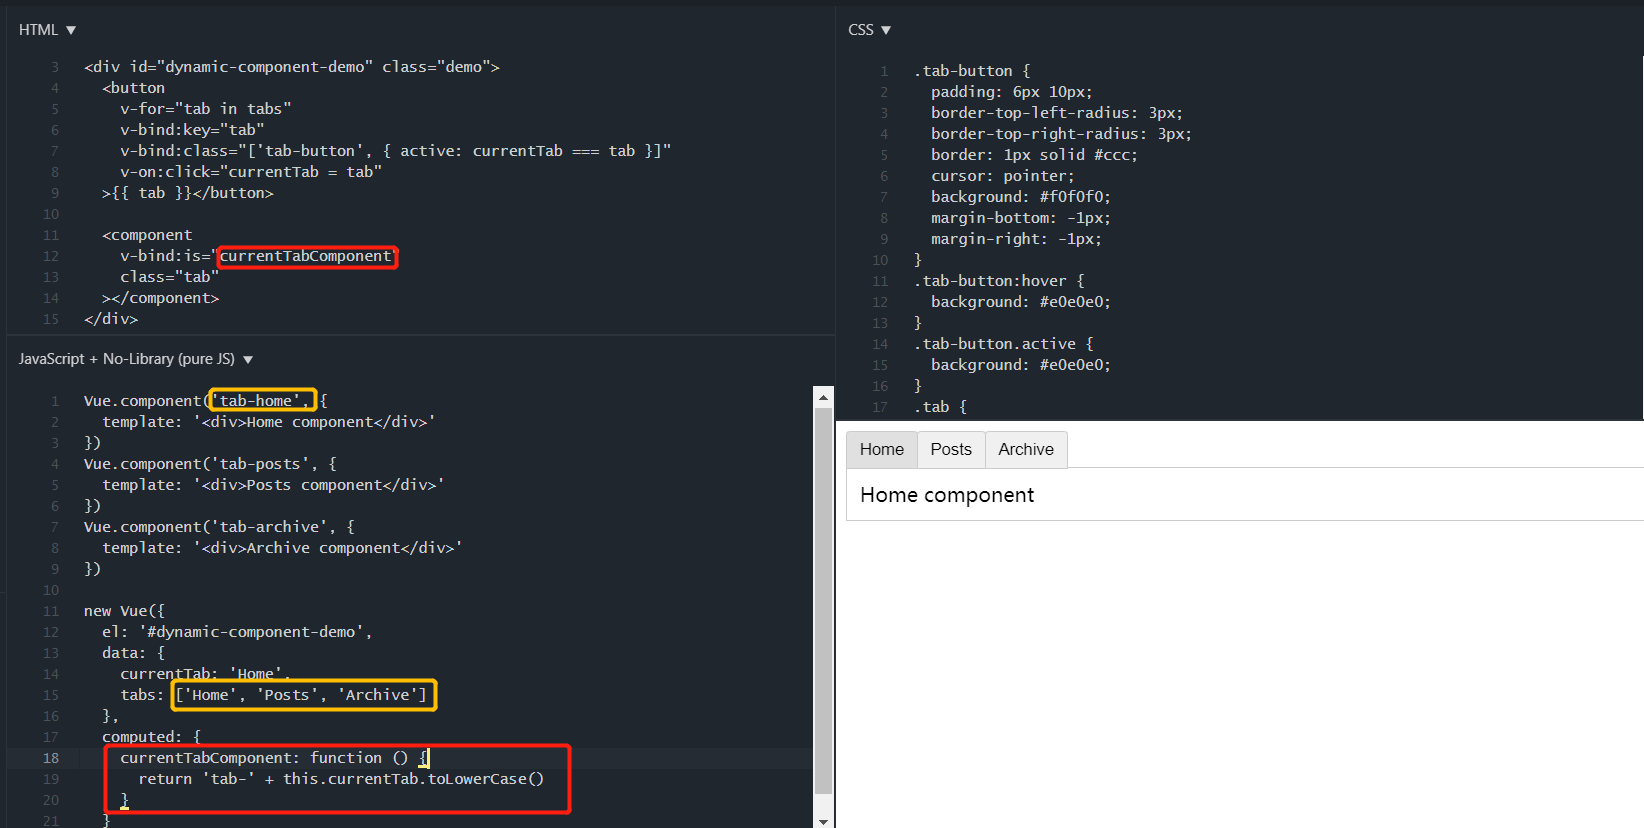 HTML ▼
3 <div id="dynamic-component-demo" class="demo">
4 <button
5 v-for="tab in tabs"
6 v-bind:key="tab"
7 v-bind:class="['tab-button', { active: currentTab === tab }]"
8 v-on:click="currentTab = tab"
9 >{{ tab }}</button>
10
11 <component
12 v-bind:is="currentTabComponent"
13 class="tab"
14 ></component>
15 </div>
JavaScript + No-Library (pure JS) ▼
1 Vue.component('tab-home', {
2 template: '<div>Home component</div>'
3 })
4 Vue.component('tab-posts', {
5 template: '<div>Posts component</div>'
6 })
7 Vue.component('tab-archive', {
8 template: '<div>Archive component</div>'
9 })
10
11 new Vue({
12 el: '#dynamic-component-demo',
13 data: {
14 currentTab: 'Home',
15 tabs: ['Home', 'Posts', 'Archive']
16 },
17 computed: {
18 currentTabComponent: function () {
19 return 'tab-' + this.currentTab.toLowerCase()
20 }
21 }
CSS ▼
1 .tab-button {
2 padding: 6px 10px;
3 border-top-left-radius: 3px;
4 border-top-right-radius: 3px;
5 border: 1px solid #ccc;
6 cursor: pointer;
7 background: #f0f0f0;
8 margin-bottom: -1px;
9 margin-right: -1px;
10 }
11 .tab-button:hover {
12 background: #e0e0e0;
13 }
14 .tab-button.active {
15 background: #e0e0e0;
16 }
17 .tab {
Home Posts Archive
Home component